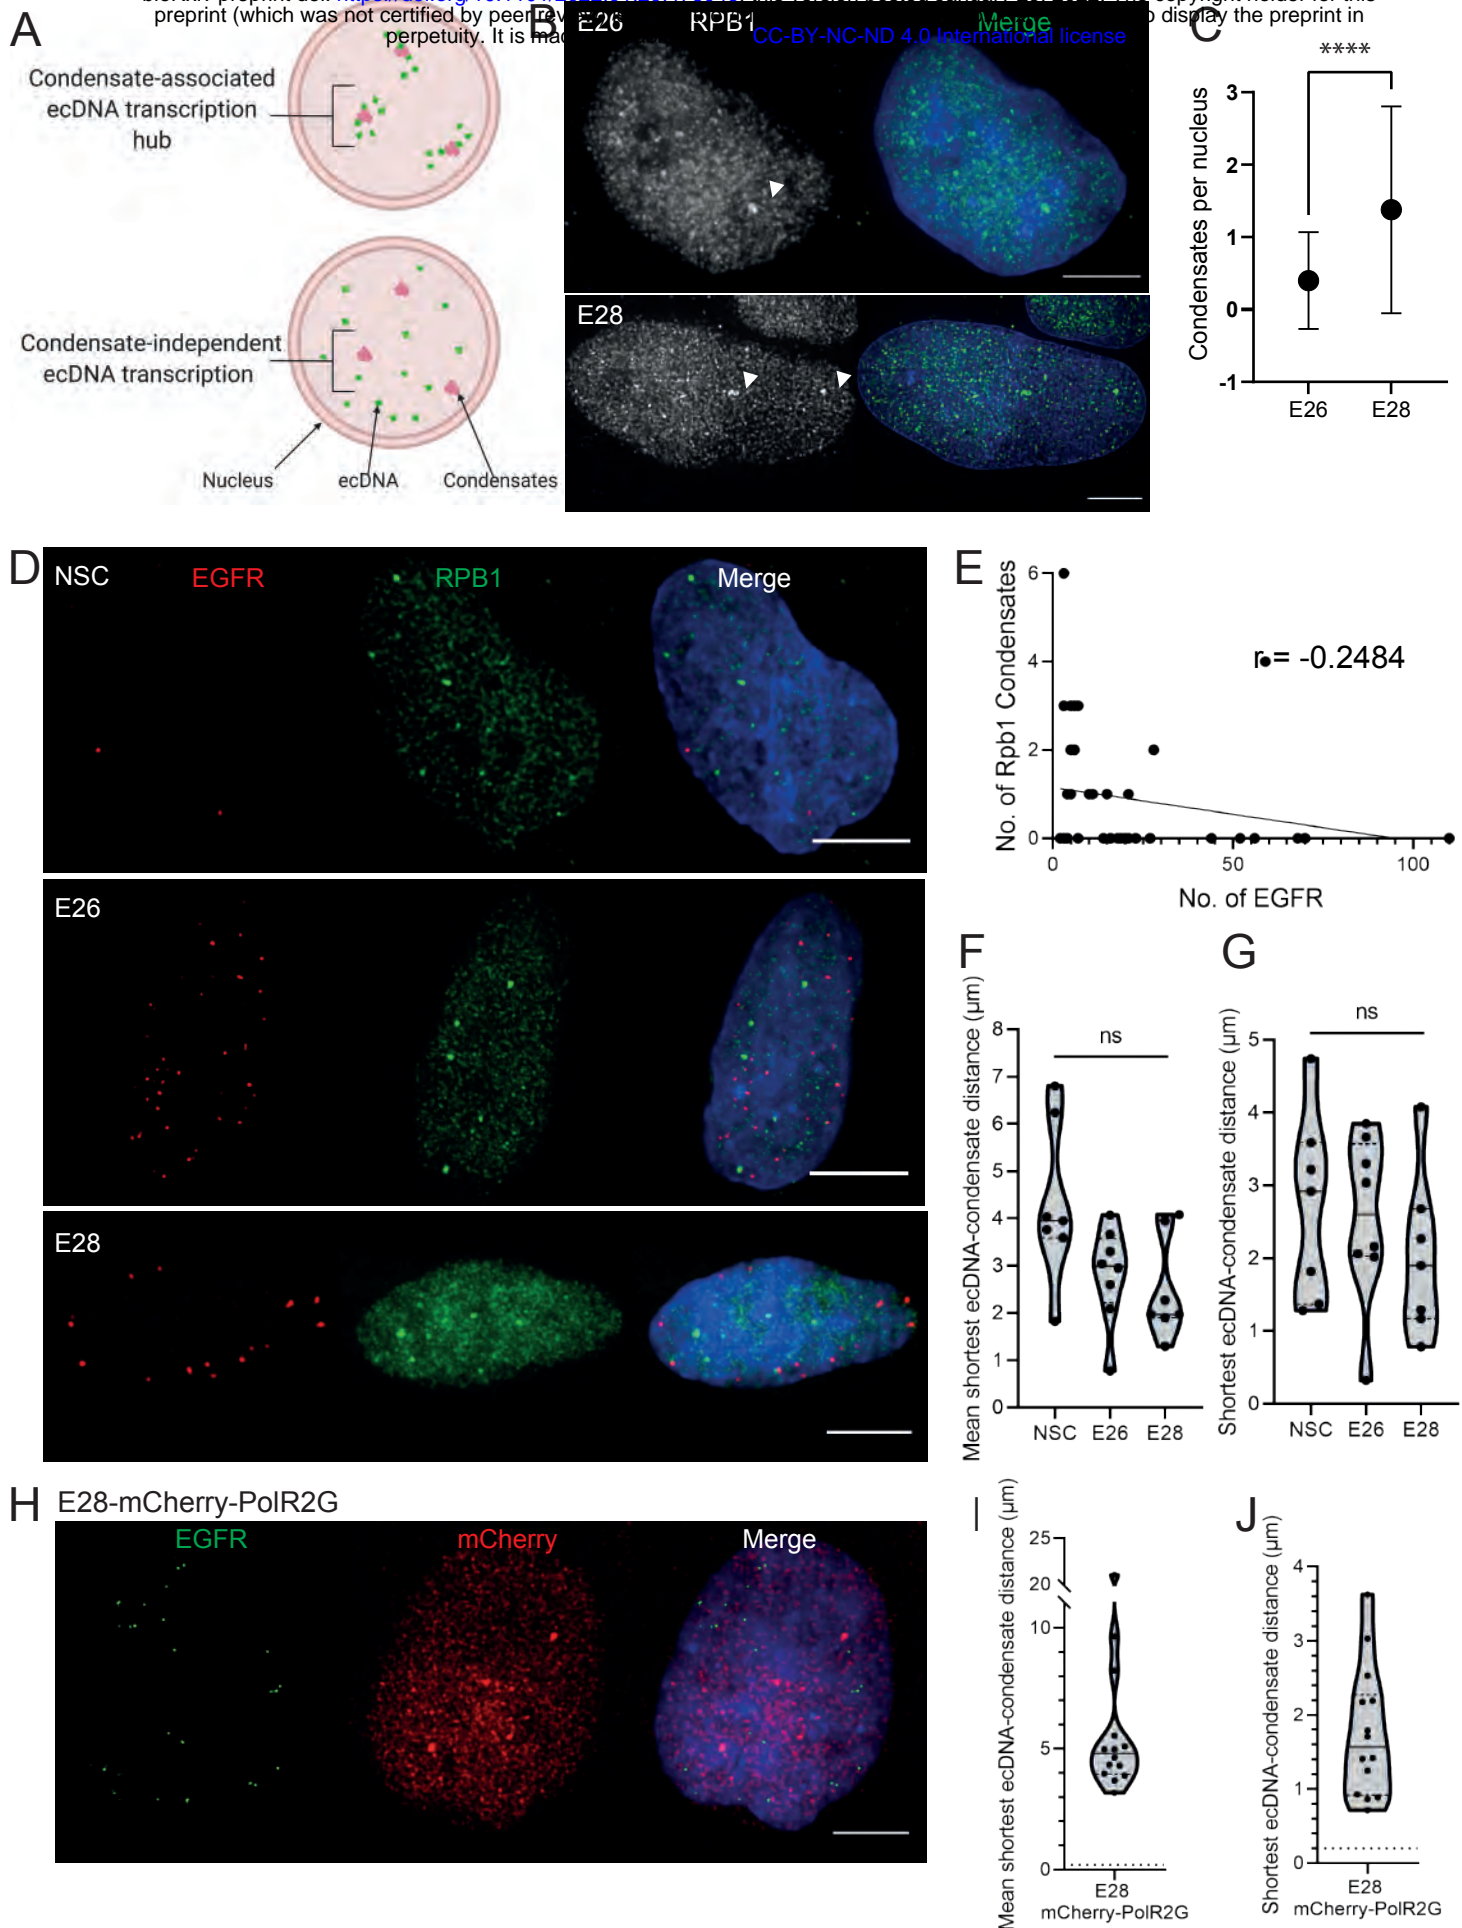 preprint (which was not certified by peer
display the preprint in
perpetuity. It is
CC-BY-NC-ND 4.0 International license
A
Condensate-associated
ecDNA transcription
hub
Condensate-independent
ecDNA transcription
Nucleus
ecDNA
Condensates
B
E26
RPB1
Merge
E28
C
****
Condensates per nucleus
3
2
1
0
-1
E26
E28
D
NSC
EGFR
RPB1
Merge
E26
E28
E
No. of Rpb1 Condensates
6
4
2
0
r = -0.2484
0
50
100
No. of EGFR
F
Mean shortest ecDNA-condensate distance (µm)
8
7
6
5
4
3
2
1
0
ns
NSC
E26
E28
G
Shortest ecDNA-condensate distance (µm)
5
4
3
2
1
0
ns
NSC
E26
E28
H
E28-mCherry-PolR2G
EGFR
mCherry
Merge
I
Mean shortest ecDNA-condensate distance (µm)
25
20
10
5
0
E28
mCherry-PolR2G
J
Shortest ecDNA-condensate distance (µm)
4
3
2
1
0
E28
mCherry-PolR2G